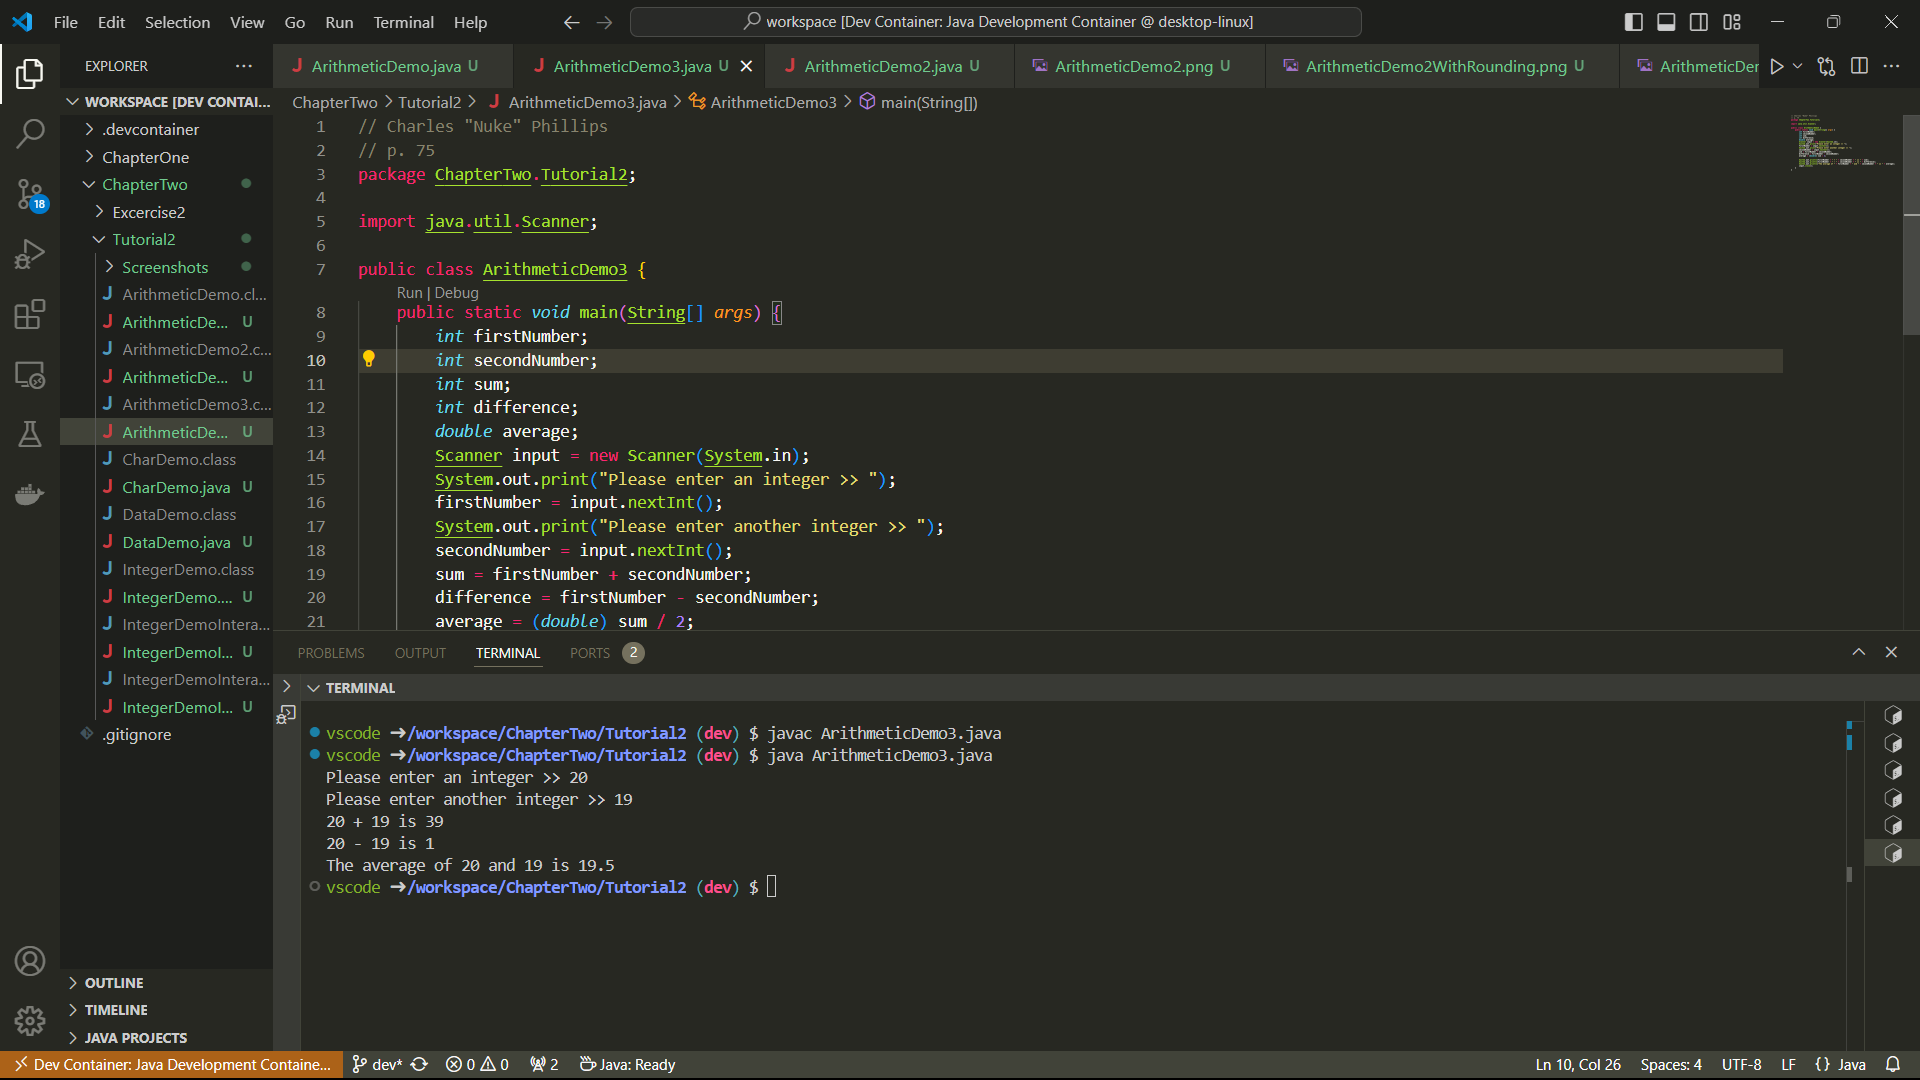 File Edit Selection View Go Run Terminal Help
workspace [Dev Container: Java Development Container @ desktop-linux]
EXPLORER
ArithmeticDemo.java U
ArithmeticDemo3.java U
ArithmeticDemo2.java U
ArithmeticDemo2.png U
ArithmeticDemo2WithRounding.png U
ArithmeticDer
WORKSPACE [DEV CONTAI...
.devcontainer
ChapterOne
ChapterTwo
Excercise2
Tutorial2
Screenshots
ArithmeticDemo.cl...
ArithmeticDe... U
ArithmeticDemo2.c...
ArithmeticDe... U
ArithmeticDemo3.c...
ArithmeticDe... U
CharDemo.class
CharDemo.java U
DataDemo.class
DataDemo.java U
IntegerDemo.class
IntegerDemo.... U
IntegerDemoIntera...
IntegerDemoI... U
IntegerDemoIntera...
IntegerDemoI... U
.gitignore
OUTLINE
TIMELINE
JAVA PROJECTS
18
ChapterTwo > Tutorial2 > ArithmeticDemo3.java > ArithmeticDemo3 > main(String[])
1 // Charles "Nuke" Phillips
2 // p. 75
3 package ChapterTwo.Tutorial2;
4
5 import java.util.Scanner;
6
7 public class ArithmeticDemo3 {
Run | Debug
8 public static void main(String[] args) {
9 int firstNumber;
10 int secondNumber;
11 int sum;
12 int difference;
13 double average;
14 Scanner input = new Scanner(System.in);
15 System.out.print("Please enter an integer >> ");
16 firstNumber = input.nextInt();
17 System.out.print("Please enter another integer >> ");
18 secondNumber = input.nextInt();
19 sum = firstNumber + secondNumber;
20 difference = firstNumber - secondNumber;
21 average = (double) sum / 2;
PROBLEMS OUTPUT TERMINAL PORTS 2
TERMINAL
vscode ➜/workspace/ChapterTwo/Tutorial2 (dev) $ javac ArithmeticDemo3.java
vscode ➜/workspace/ChapterTwo/Tutorial2 (dev) $ java ArithmeticDemo3.java
Please enter an integer >> 20
Please enter another integer >> 19
20 + 19 is 39
20 - 19 is 1
The average of 20 and 19 is 19.5
vscode ➜/workspace/ChapterTwo/Tutorial2 (dev) $
Dev Container: Java Development Containe... dev* 0 0 2 Java: Ready
Ln 10, Col 26 Spaces: 4 UTF-8 LF {} Java